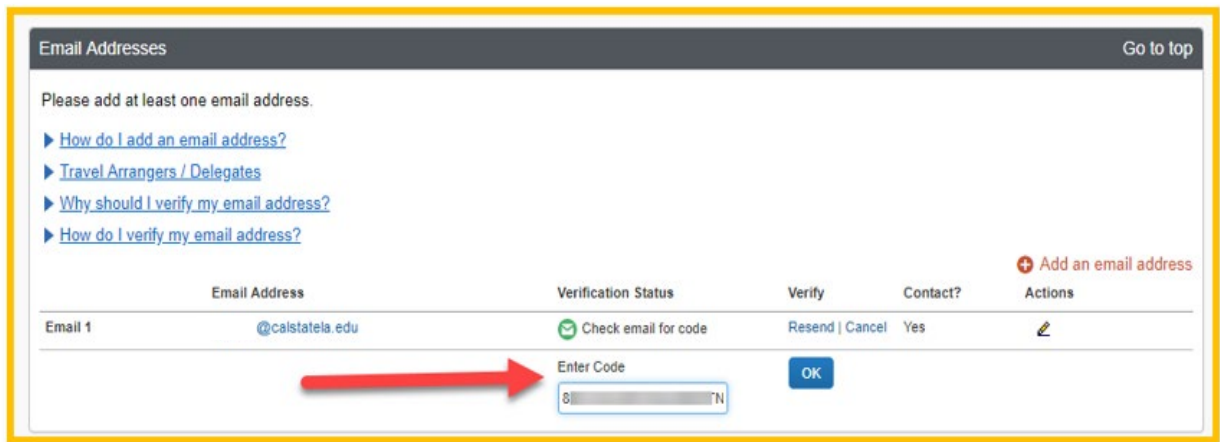 Email Addresses Go to top
Please add at least one email address.
How do I add an email address?
Travel Arrangers / Delegates
Why should I verify my email address?
How do I verify my email address?
Add an email address
Email Address Verification Status Verify Contact? Actions
Email 1 @calstatela.edu Check email for code Resend | Cancel Yes
Enter Code OK
8 TN